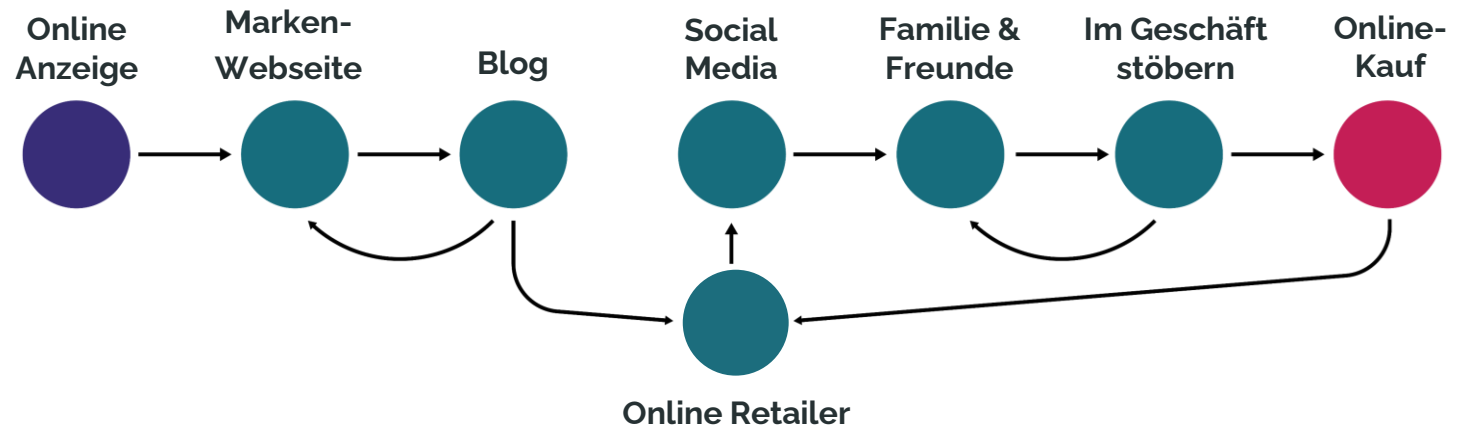 Online
Anzeige
Marken-
Webseite
Blog
Social
Media
Familie &
Freunde
Im Geschäft
stöbern
Online-
Kauf
Online Retailer